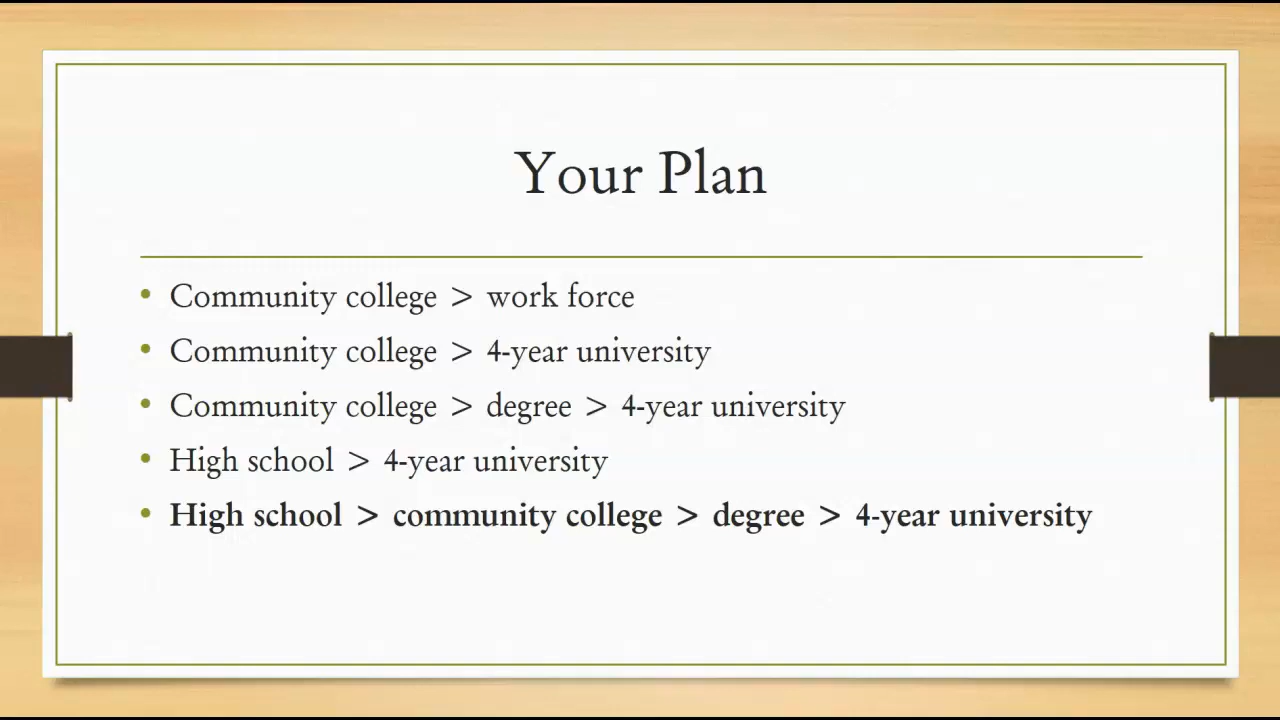 Your Plan
• Community college > work force
• Community college > 4-year university
• Community college > degree > 4-year university
• High school > 4-year university
• High school > community college > degree > 4-year university